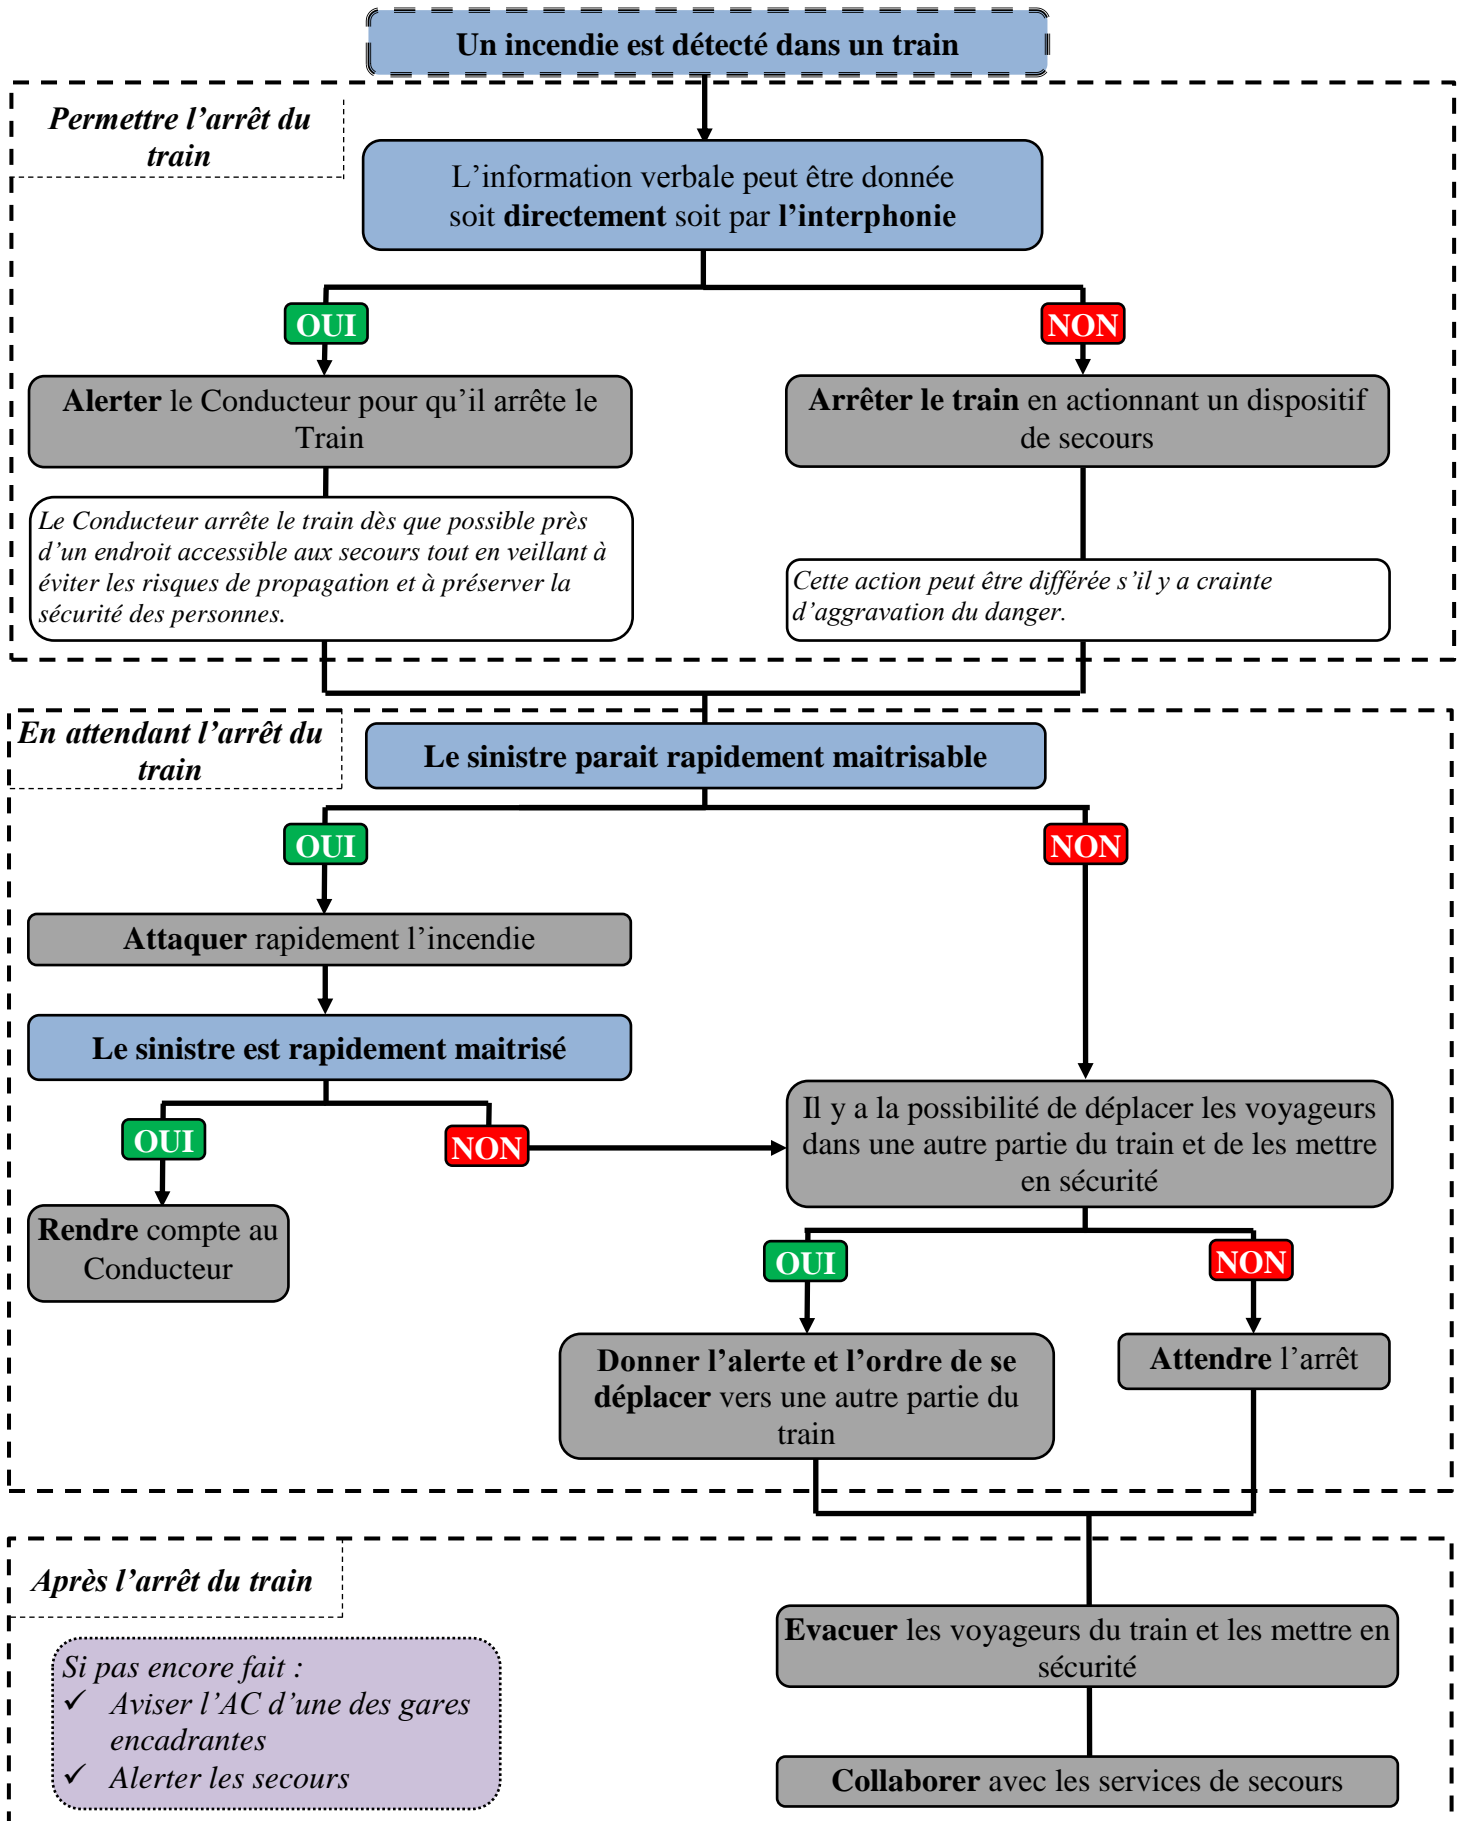 Un incendie est détecté dans un train
Permettre l’arrêt du
train
L’information verbale peut être donnée
soit directement soit par l’interphonie
OUI
NON
Alerter le Conducteur pour qu’il arrête le
Train
Arrêter le train en actionnant un dispositif
de secours
Le Conducteur arrête le train dès que possible près
d’un endroit accessible aux secours tout en veillant à
éviter les risques de propagation et à préserver la
sécurité des personnes.
Cette action peut être différée s’il y a crainte
d’aggravation du danger.
En attendant l’arrêt du
train
Le sinistre parait rapidement maitrisable
OUI
NON
Attaquer rapidement l’incendie
Le sinistre est rapidement maitrisé
OUI
NON
Il y a la possibilité de déplacer les voyageurs
dans une autre partie du train et de les mettre
en sécurité
Rendre compte au
Conducteur
OUI
NON
Donner l’alerte et l’ordre de se
déplacer vers une autre partie du
train
Attendre l’arrêt
Après l’arrêt du train
Evacuer les voyageurs du train et les mettre en
sécurité
Si pas encore fait :
✓ Aviser l’AC d’une des gares
encadrantes
✓ Alerter les secours
Collaborer avec les services de secours